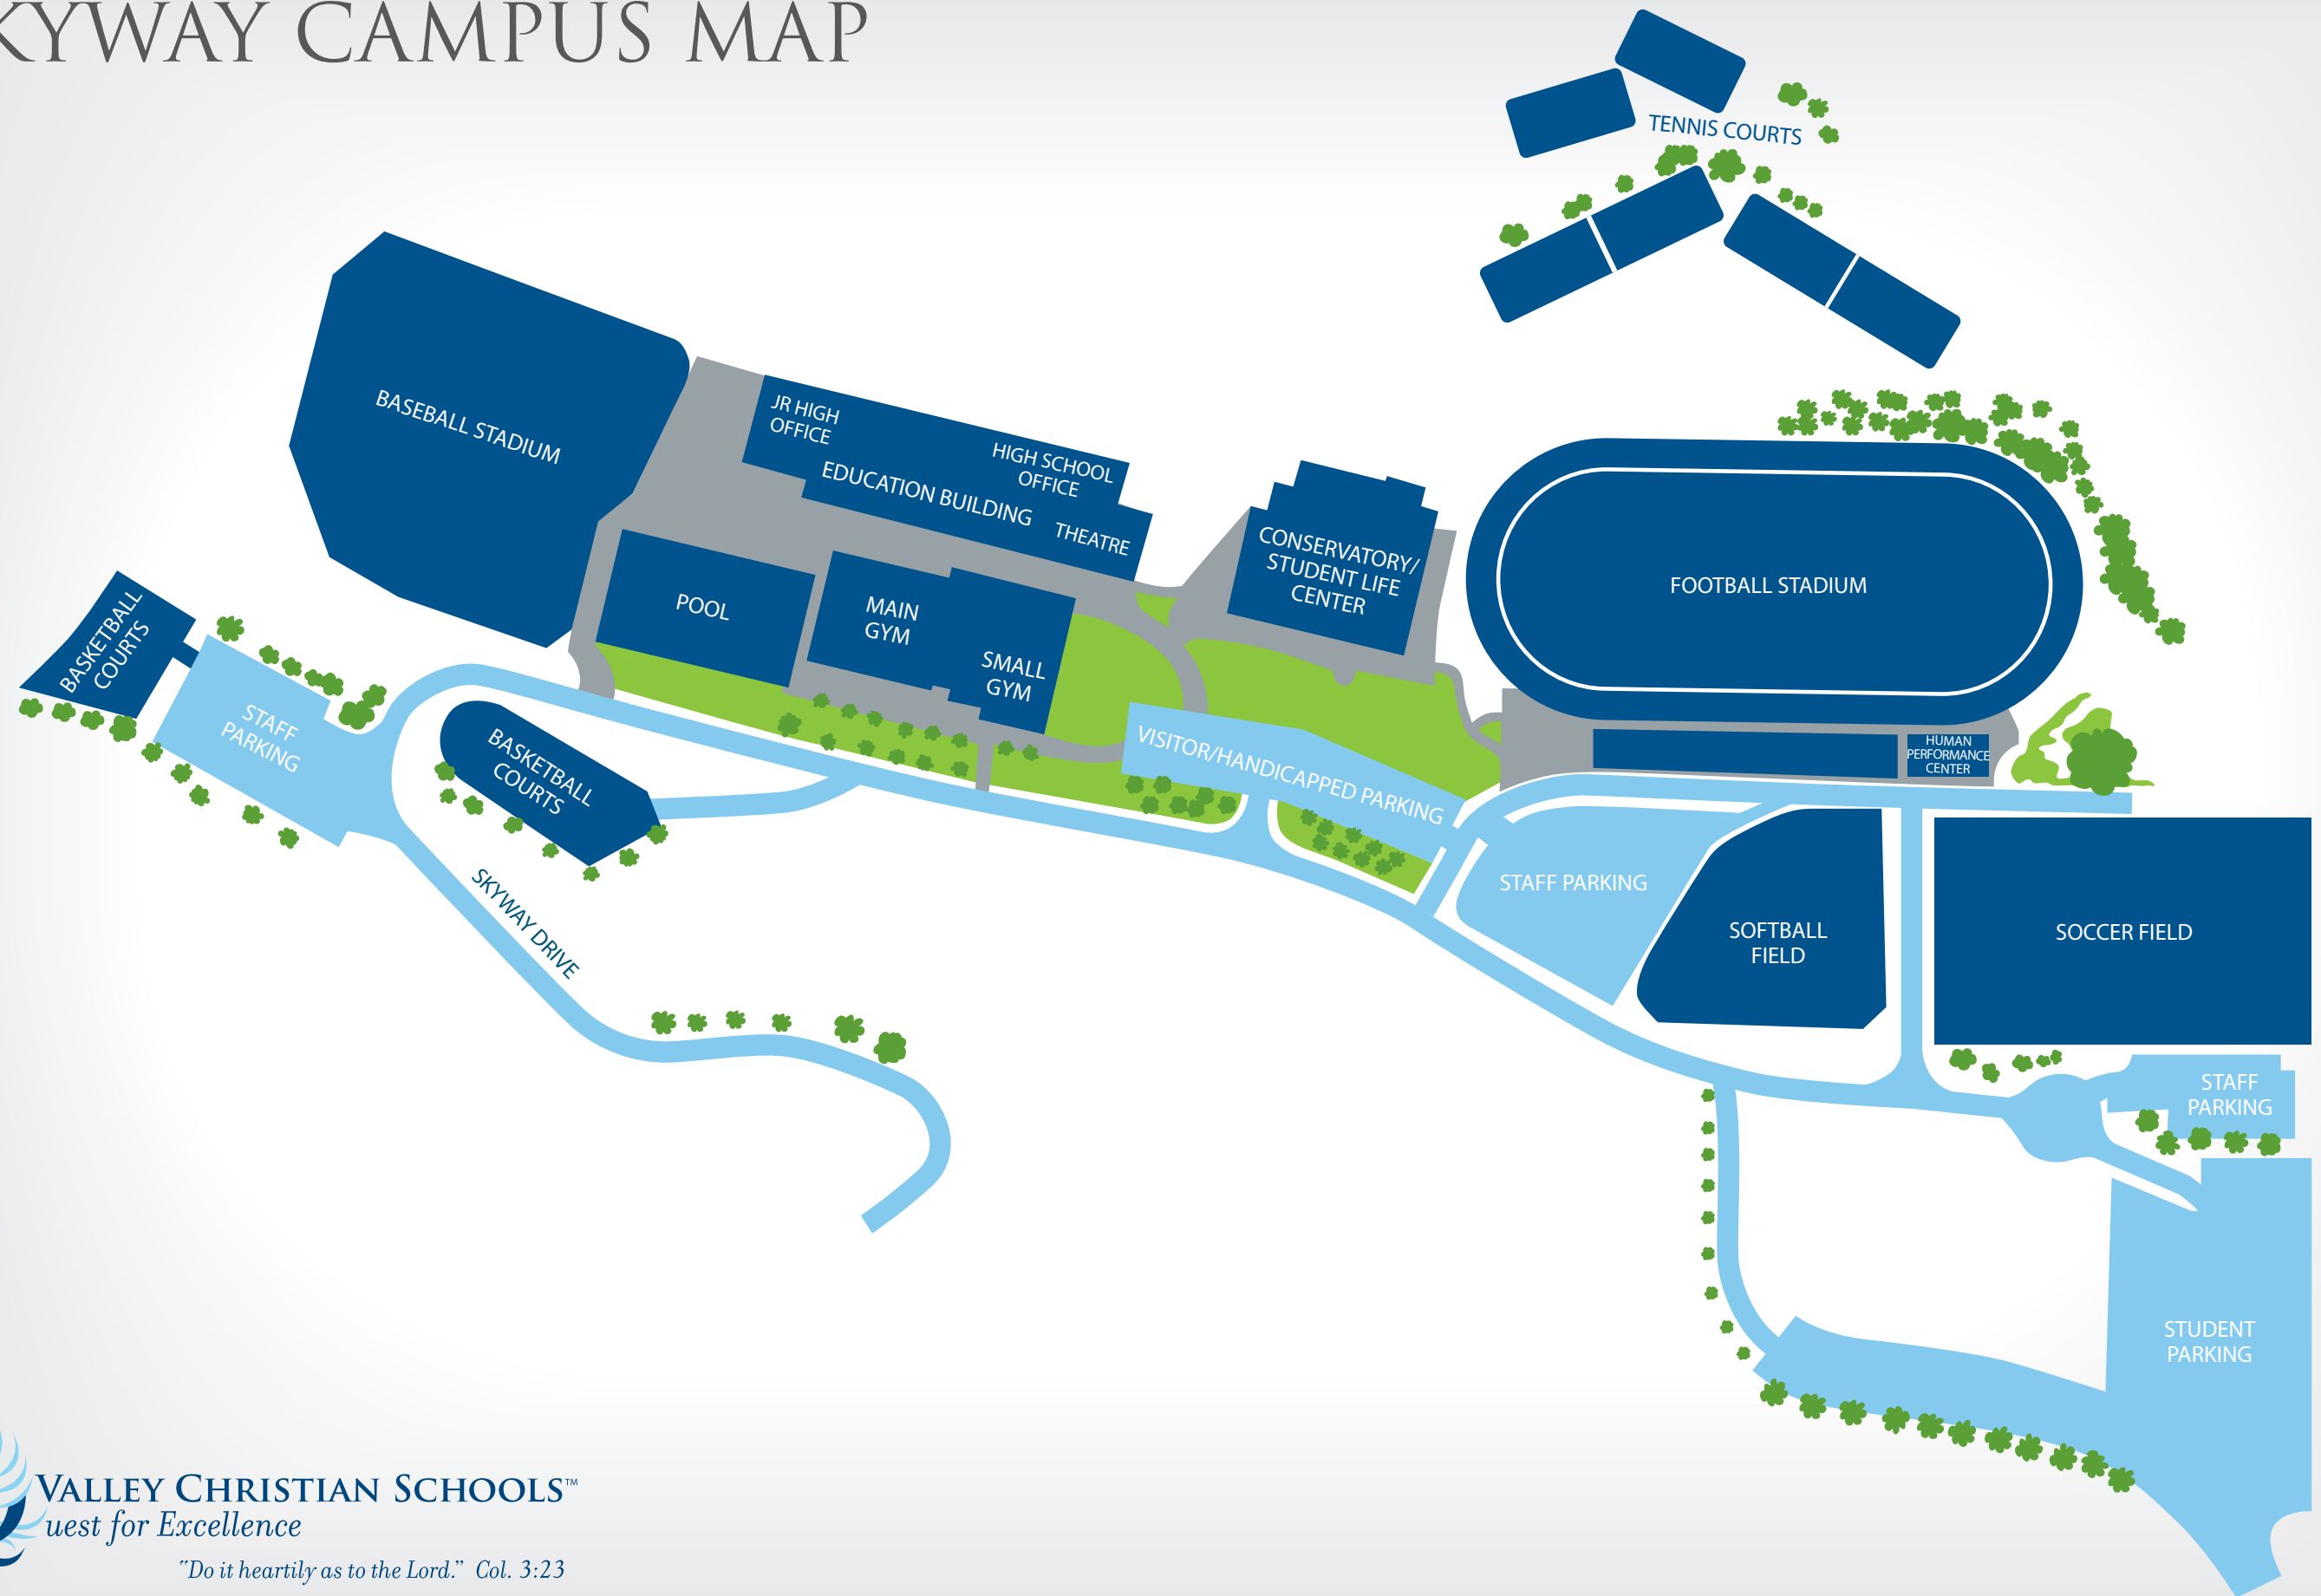 KYWAY CAMPUS MAP
TENNIS COURTS
BASEBALL STADIUM
JR HIGH
OFFICE
HIGH SCHOOL
OFFICE
EDUCATION BUILDING
THEATRE
CONSERVATORY/
STUDENT LIFE
CENTER
FOOTBALL STADIUM
POOL
MAIN
GYM
SMALL
GYM
BASKETBALL
COURTS
STAFF
PARKING
BASKETBALL
COURTS
VISITOR/HANDICAPPED PARKING
HUMAN
PERFORMANCE
CENTER
STAFF PARKING
SOFTBALL
FIELD
SOCCER FIELD
SKYWAY DRIVE
STAFF
PARKING
STUDENT
PARKING
VALLEY CHRISTIAN SCHOOLS™
uest for Excellence
"Do it heartily as to the Lord." Col. 3:23